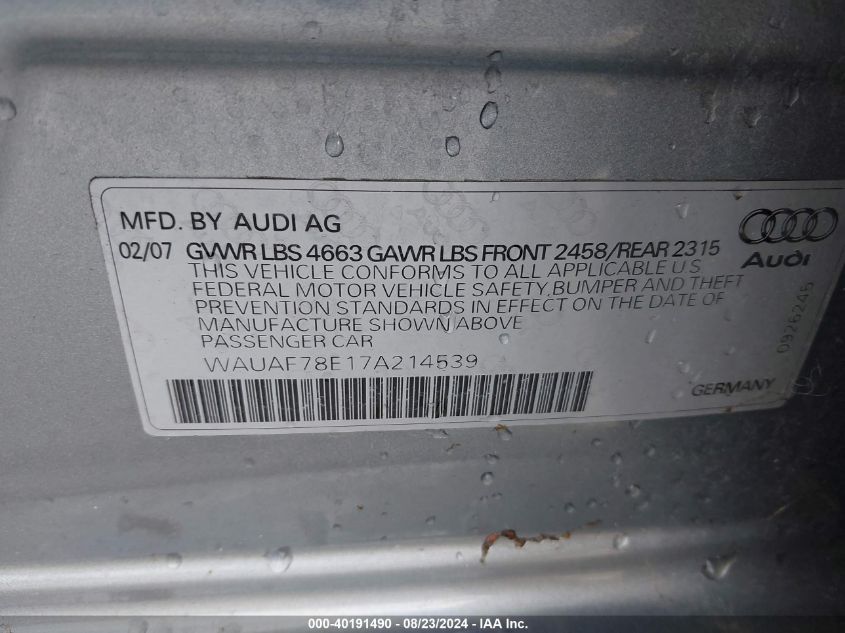 MFD. BY AUDI AG
02/07 GVWR LBS 4663 GAWR LBS FRONT 2458/REAR 2315
THIS VEHICLE CONFORMS TO ALL APPLICABLE U.S
FEDERAL MOTOR VEHICLE SAFETY, BUMPER AND THEFT
PREVENTION STANDARDS IN EFFECT ON THE DATE OF
MANUFACTURE SHOWN ABOVE
PASSENGER CAR
WAUAF78E17A214539
Audi
0926246
GERMANY
000-40191490 - 08/23/2024 - IAA Inc.